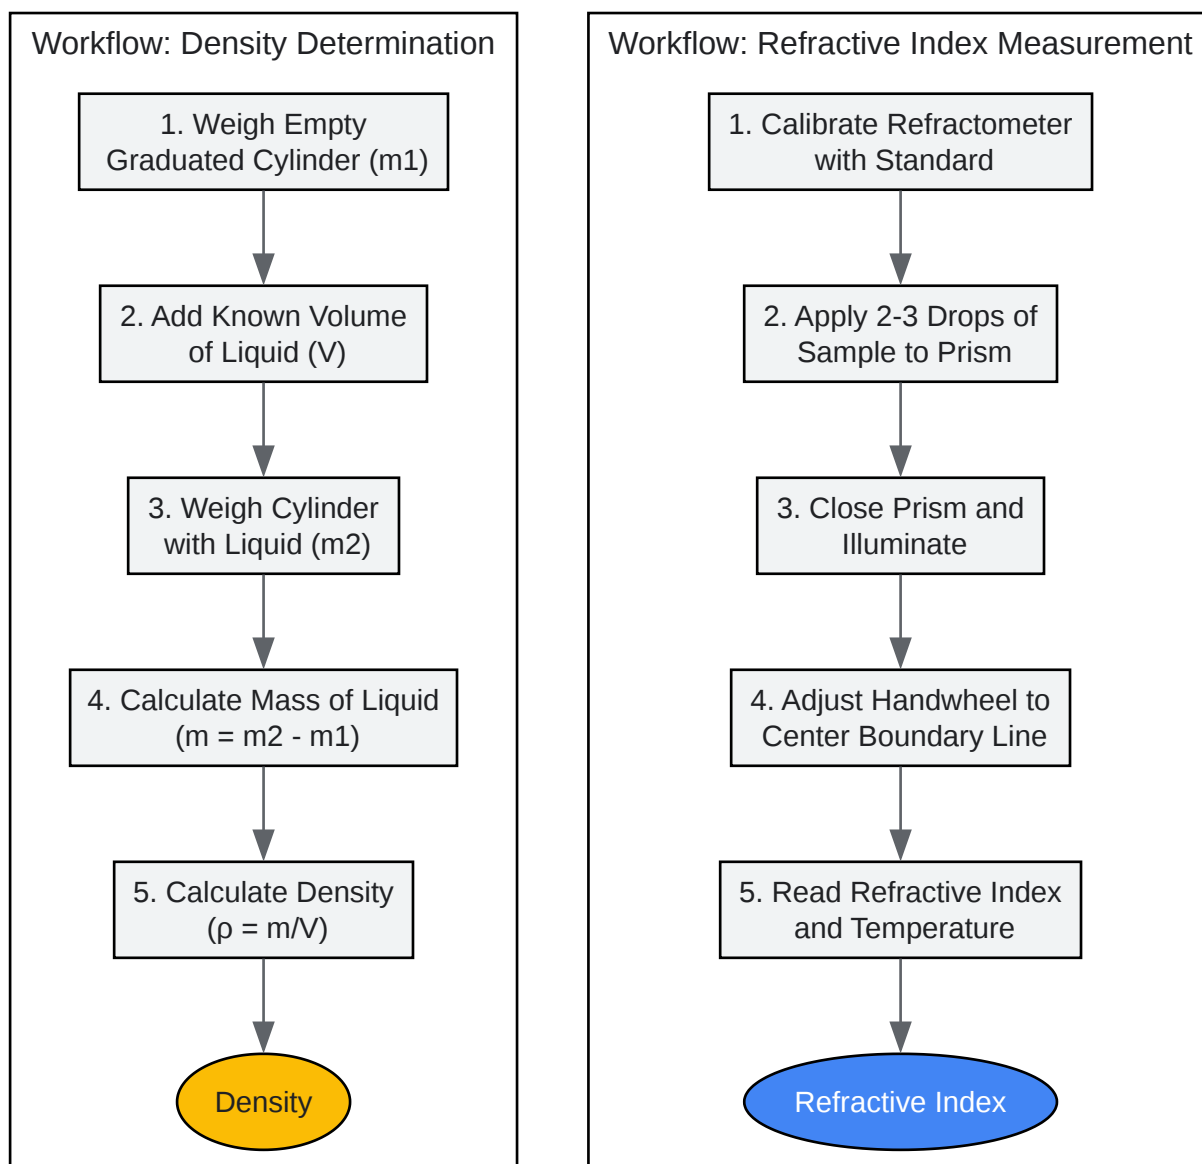 Workflow: Density Determination
1. Weigh Empty
Graduated Cylinder (m1)
2. Add Known Volume
of Liquid (V)
3. Weigh Cylinder
with Liquid (m2)
4. Calculate Mass of Liquid
(m = m2 - m1)
5. Calculate Density
(ρ = m/V)
Density
Workflow: Refractive Index Measurement
1. Calibrate Refractometer
with Standard
2. Apply 2-3 Drops of
Sample to Prism
3. Close Prism and
Illuminate
4. Adjust Handwheel to
Center Boundary Line
5. Read Refractive Index
and Temperature
Refractive Index